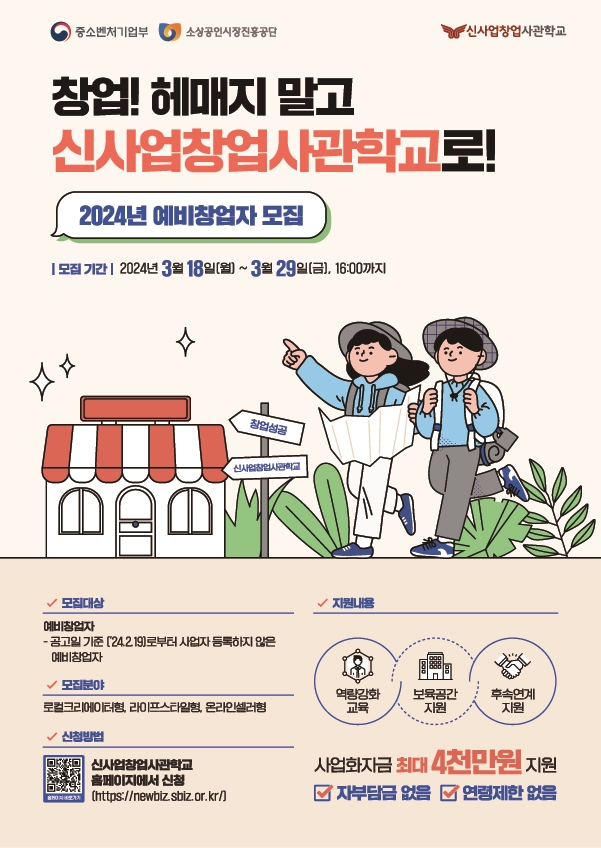 중소벤처기업부 소상공인시장진흥공단 신사업창업사관학교
창업! 헤매지 말고
신사업창업사관학교로!
2024년 예비창업자 모집
| 모집 기간 | 2024년 3월 18일(월) ~ 3월 29일(금), 16:00까지
창업성공
신사업창업사관학교
모집대상
예비창업자
- 공고일 기준 ('24.2.19)로부터 사업자 등록하지 않은
예비창업자
모집분야
로컬크리에이터형, 라이프스타일형, 온라인셀러형
신청방법
신사업창업사관학교
홈페이지에서 신청
(https://newbiz.sbiz.or.kr/)
홈페이지 바로가기
지원내용
역량강화
교육
보육공간
지원
후속연계
지원
사업화자금 최대 4천만원 지원
자부담금 없음 연령제한 없음